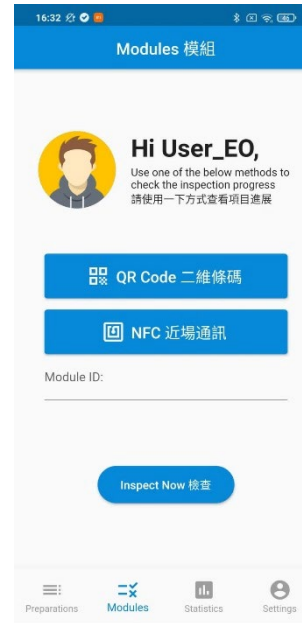 16:32
Modules 模組
Hi User_EO,
Use one of the below methods to
check the inspection progress
請使用一下方式查看項目進展
QR Code 二維條碼
NFC 近場通訊
Module ID:
Inspect Now 檢查
Preparations Modules Statistics Settings